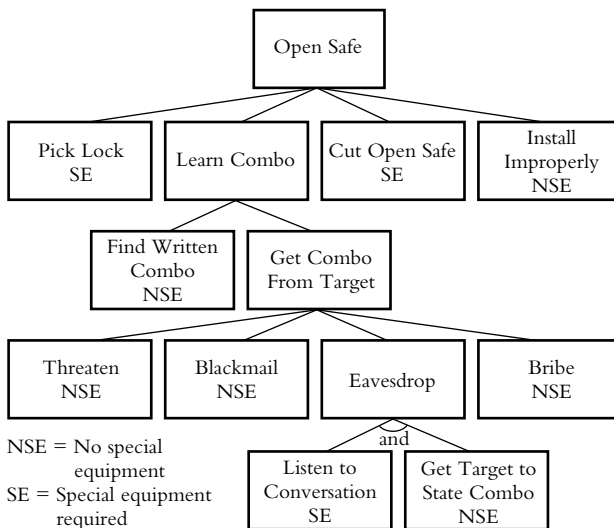 Open Safe
Pick Lock
SE
Learn Combo
Cut Open Safe
SE
Install
Improperly
NSE
Find Written
Combo
NSE
Get Combo
From Target
Threaten
NSE
Blackmail
NSE
Eavesdrop
Bribe
NSE
and
Listen to
Conversation
SE
Get Target to
State Combo
NSE
NSE = No special
equipment
SE = Special equipment
required